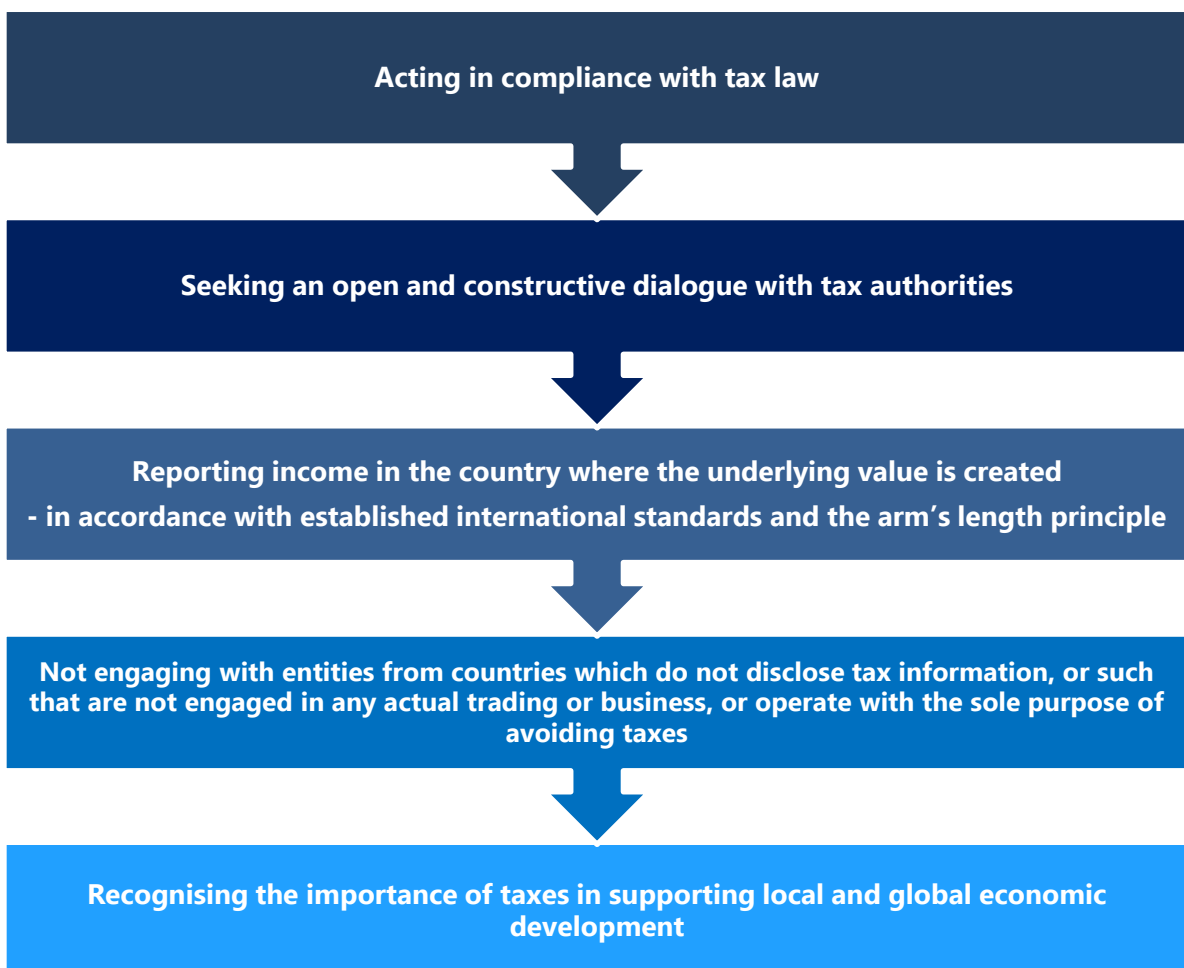 Acting in compliance with tax law
Seeking an open and constructive dialogue with tax authorities
Reporting income in the country where the underlying value is created
- in accordance with established international standards and the arm’s length principle
Not engaging with entities from countries which do not disclose tax information, or such
that are not engaged in any actual trading or business, or operate with the sole purpose of
avoiding taxes
Recognising the importance of taxes in supporting local and global economic
development